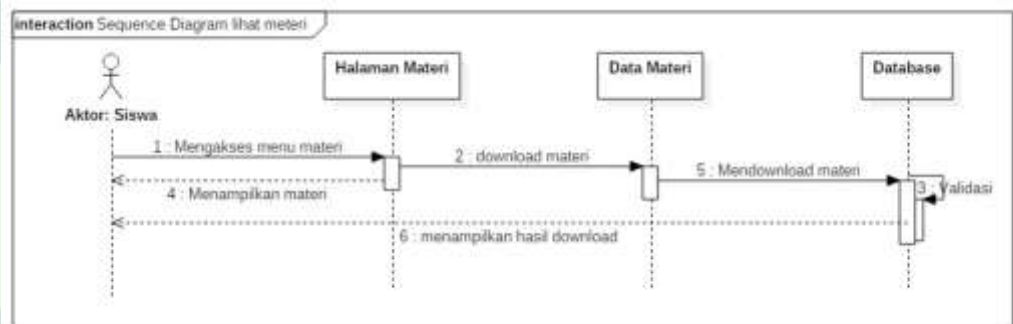 interaction Sequence Diagram lihat meteri
Halaman Materi
Data Materi
Database
Aktor: Siswa
1 : Mengakses menu materi
2 : download materi
5 : Mendownload materi
3 : Validasi
4 : Menampilkan materi
6 : menampilkan hasil download